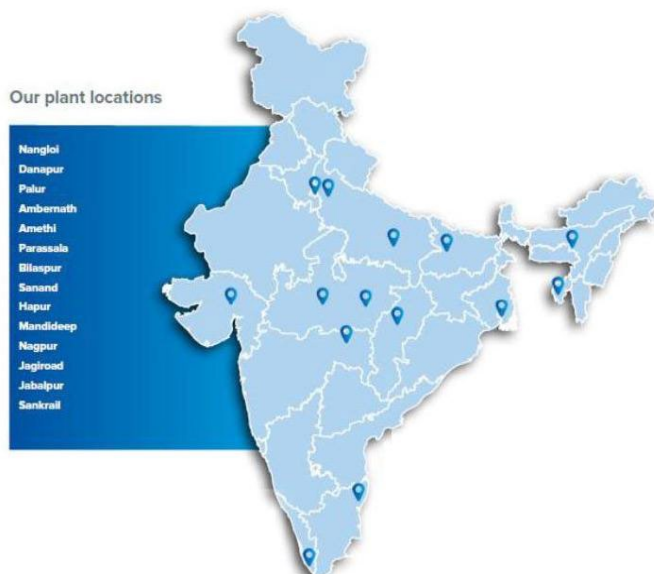 Our plant locations
Nangloi
Danapur
Palur
Ambernath
Amethi
Parassala
Bilaspur
Sanand
Hapur
Mandideep
Nagpur
Jagiroad
Jabalpur
Sankrail